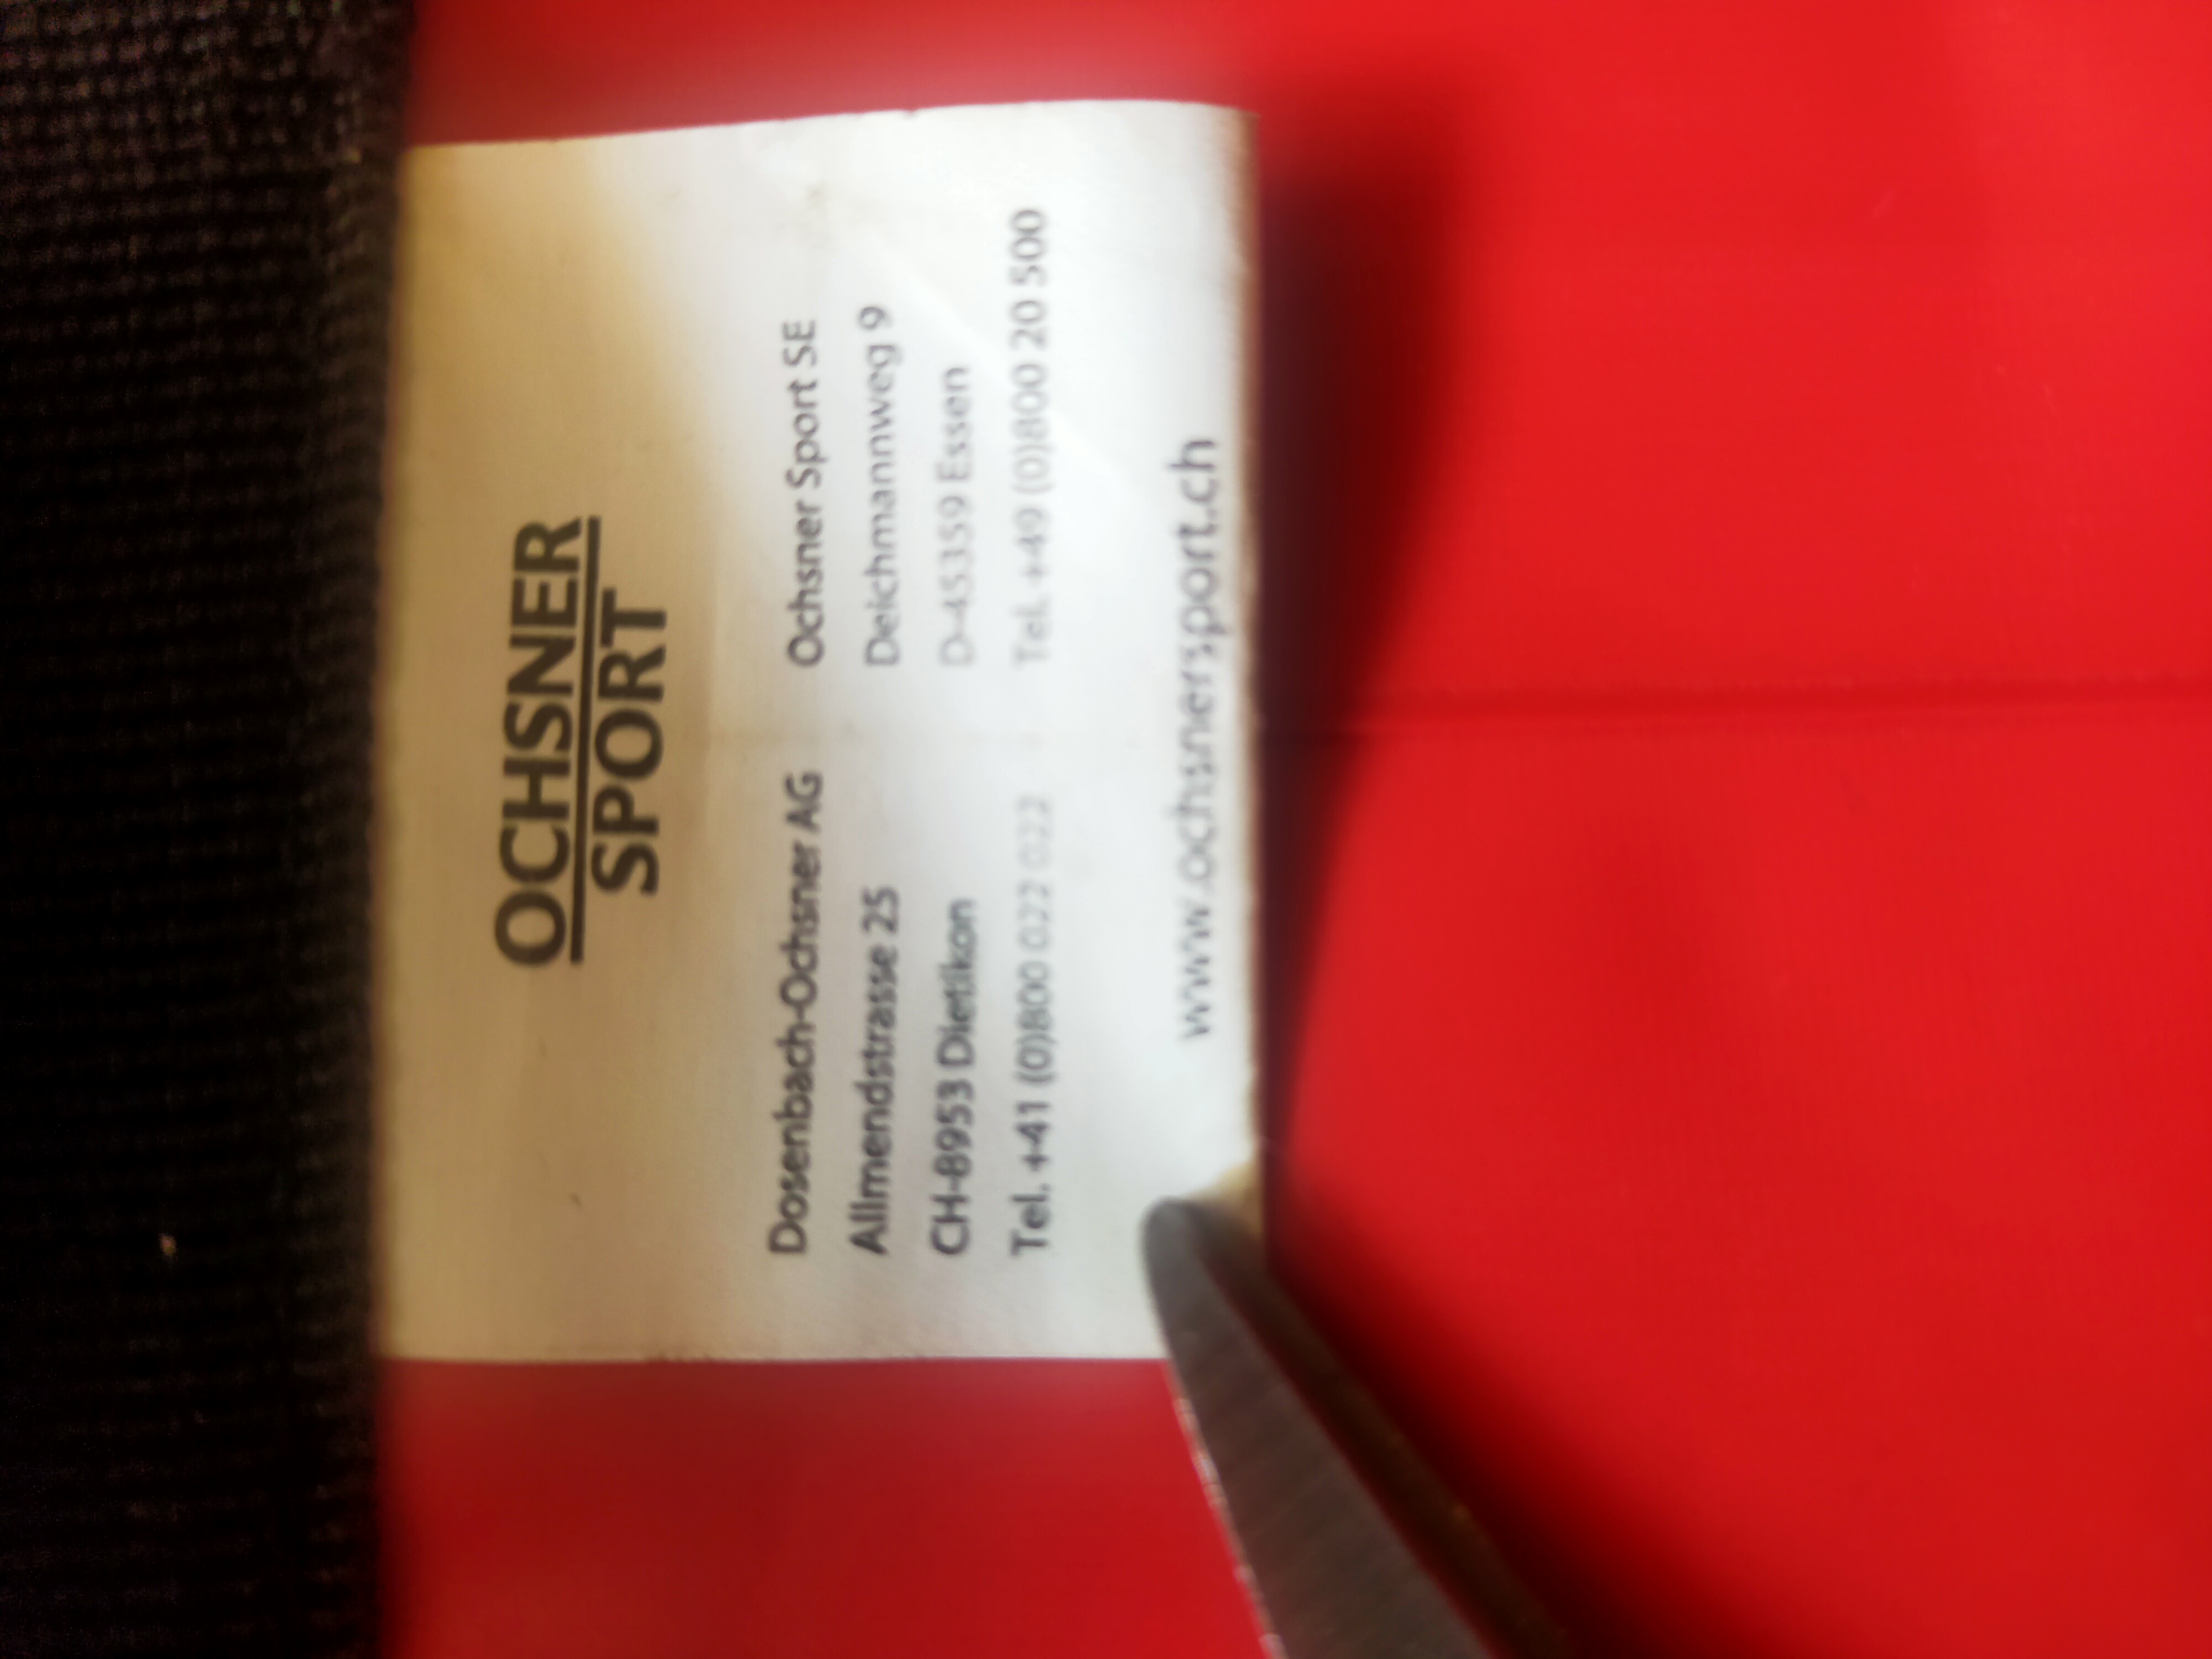 OCHSNER
SPORT
Dosenbach-Ochsner AG
Allmendstrasse 25
CH-8953 Dietikon
Tel. +41 (0)800 022 022
Ochsner Sport SE
Deichmannweg 9
D-45359 Essen
Tel. +49 (0)800 20 500
www.ochsnersport.ch